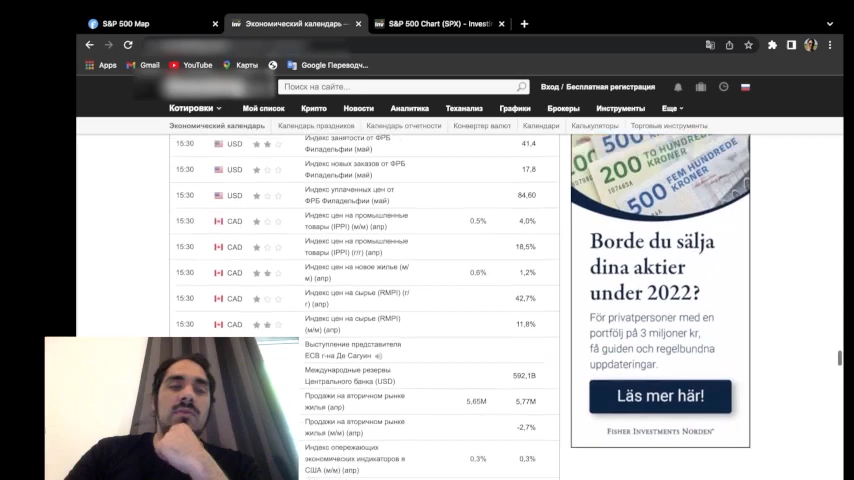 S&P 500 Map
Экономический календарь —
S&P 500 Chart (SPX) - Investin
Apps
Gmail
YouTube
Карты
Google Переводч...
Поиск на сайте...
Вход / Бесплатная регистрация
Котировки
Мой список
Крипто
Новости
Аналитика
Теханализ
Графики
Брокеры
Инструменты
Еще
Экономический календарь
Календарь праздников
Календарь отчетности
Конвертер валют
Календари
Калькуляторы
Торговые инструменты
15:30 USD Индекс занятости от ФРБ 41,4
Филадельфии (май)
15:30 USD Индекс новых заказов от ФРБ 17,8
Филадельфии (май)
15:30 USD Индекс уплаченных цен от 84,60
ФРБ Филадельфии (май)
15:30 CAD Индекс цен на промышленные 0.5% 4,0%
товары (IPPI) (м/м) (апр)
15:30 CAD Индекс цен на промышленные 18,5%
товары (IPPI) (г/г) (апр)
15:30 CAD Индекс цен на новое жилье (м/ 0,6% 1,2%
м) (апр)
15:30 CAD Индекс цен на сырье (RMPI) (г/ 42,7%
г) (апр)
15:30 CAD Индекс цен на сырье (RMPI) 11,8%
(м/м) (апр)
Выступление представителя
ЕСВ г-на Де
Международные резервы 592,1B
Центрального банка (USD)
Продажи на вторичном рынке 5,65M 5,77M
жилья (апр)
Продажи на вторичном рынке -2,7%
жилья (м/м) (апр)
Индекс опережающих
экономических индикаторов в 0,3% 0,3%
США (м/м) (апр)
500
200 TO HUNDREDE
KRONER
500 FEM HUNDREDE
KRONER
Borde du sälja
dina aktier
under 2022?
För privatpersoner med en
portfölj på 3 miljoner kr,
få guiden och regelbundna
uppdateringar.
Läs mer här!
FISHER INVESTMENTS NORDEN